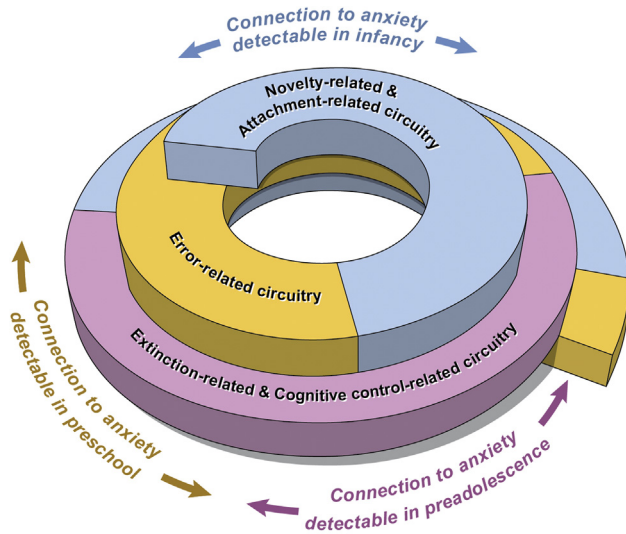 Connection to anxiety
detectable in infancy
Novelty-related &
Attachment-related circuitry
Error-related circuitry
Extinction-related & Cognitive control-related circuitry
Connection to anxiety
detectable in preschool
Connection to anxiety
detectable in preadolescence